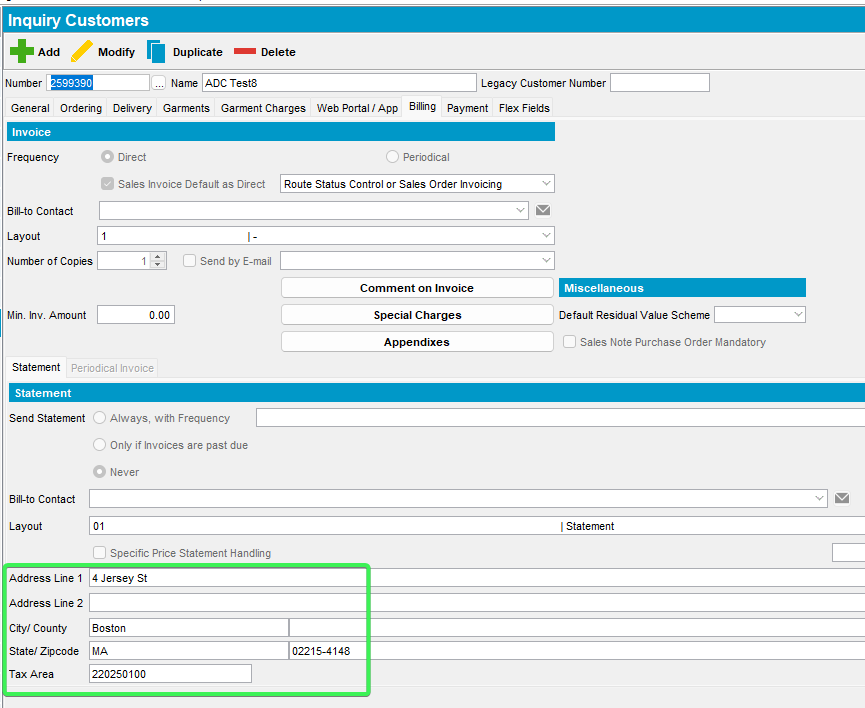 Inquiry Customers
Add Modify Duplicate Delete
Number 2599390 ... Name ADC Test8 Legacy Customer Number
General Ordering Delivery Garments Garment Charges Web Portal / App Billing Payment Flex Fields
Invoice
Frequency Direct Periodical
Sales Invoice Default as Direct Route Status Control or Sales Order Invoicing
Bill-to Contact
Layout 1 | -
Number of Copies 1 Send by E-mail
Comment on Invoice Miscellaneous
Min. Inv. Amount 0.00 Special Charges Default Residual Value Scheme
Appendixes Sales Note Purchase Order Mandatory
Statement Periodical Invoice
Statement
Send Statement Always, with Frequency
Only if Invoices are past due
Never
Bill-to Contact
Layout 01 | Statement
Specific Price Statement Handling
Address Line 1 4 Jersey St
Address Line 2
City/ County Boston
State/ Zipcode MA 02215-4148
Tax Area 220250100